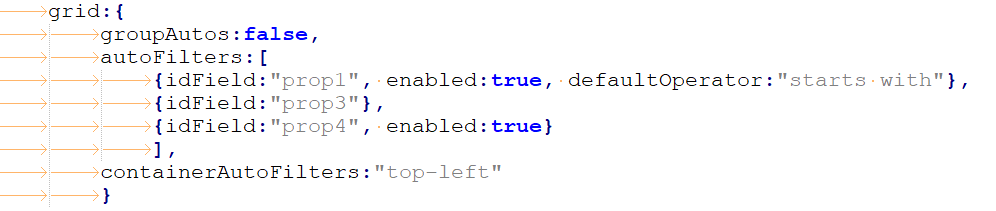 grid:{
groupAutos:false,
autoFilters:[
{idField:"prop1", enabled:true, defaultOperator:"starts with"},
{idField:"prop3"},
{idField:"prop4", enabled:true}
],
containerAutoFilters:"top-left"
}